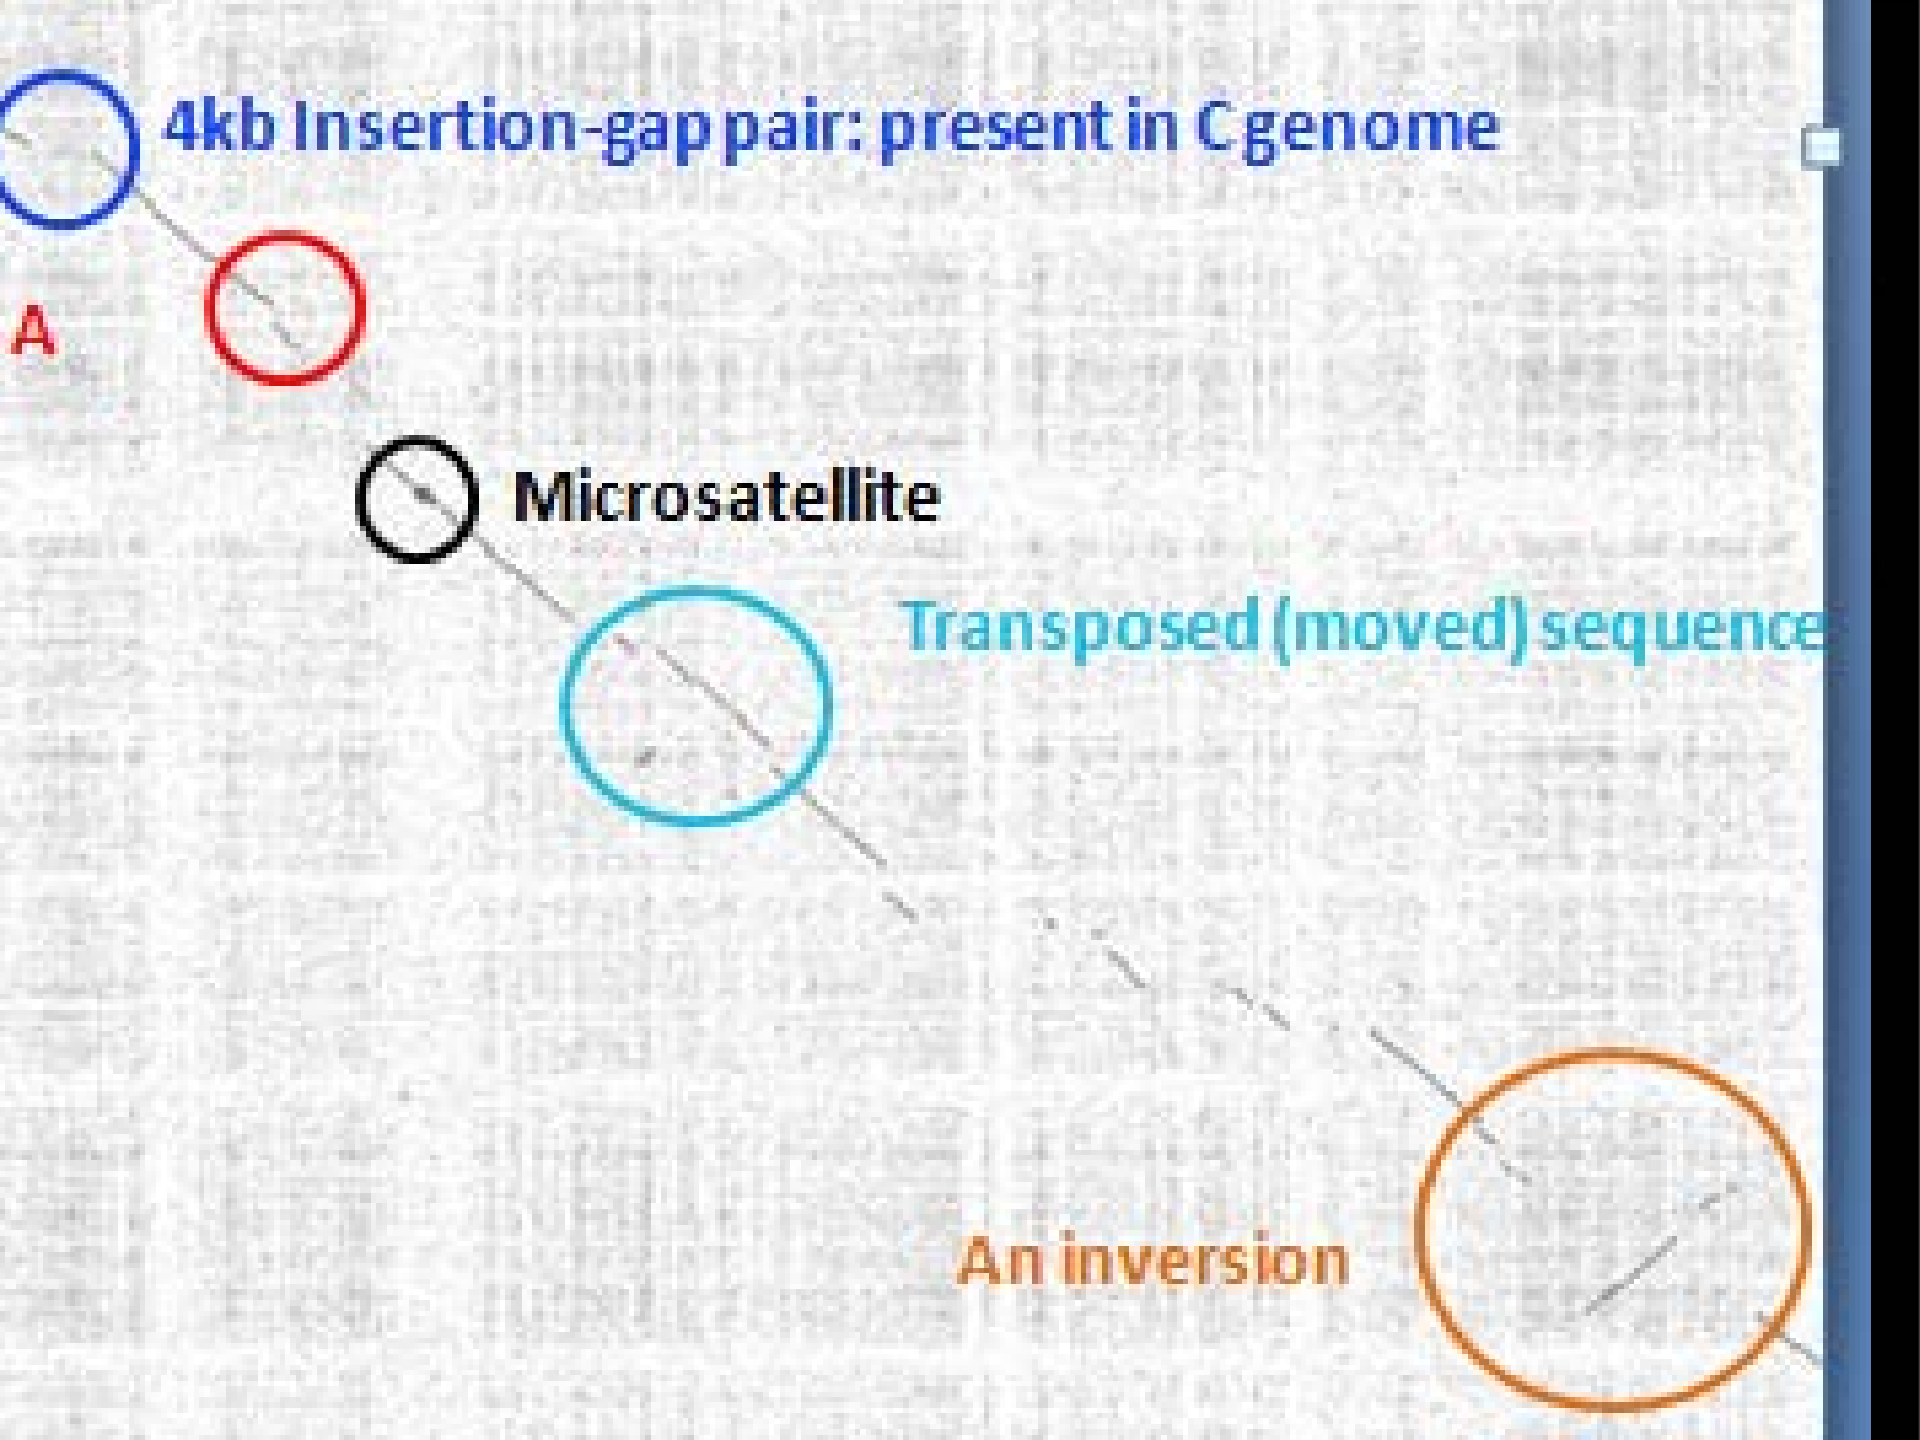 4kb Insertion-gap pair: present in C genome
A
Microsatellite
Transposed (moved) sequence
An inversion